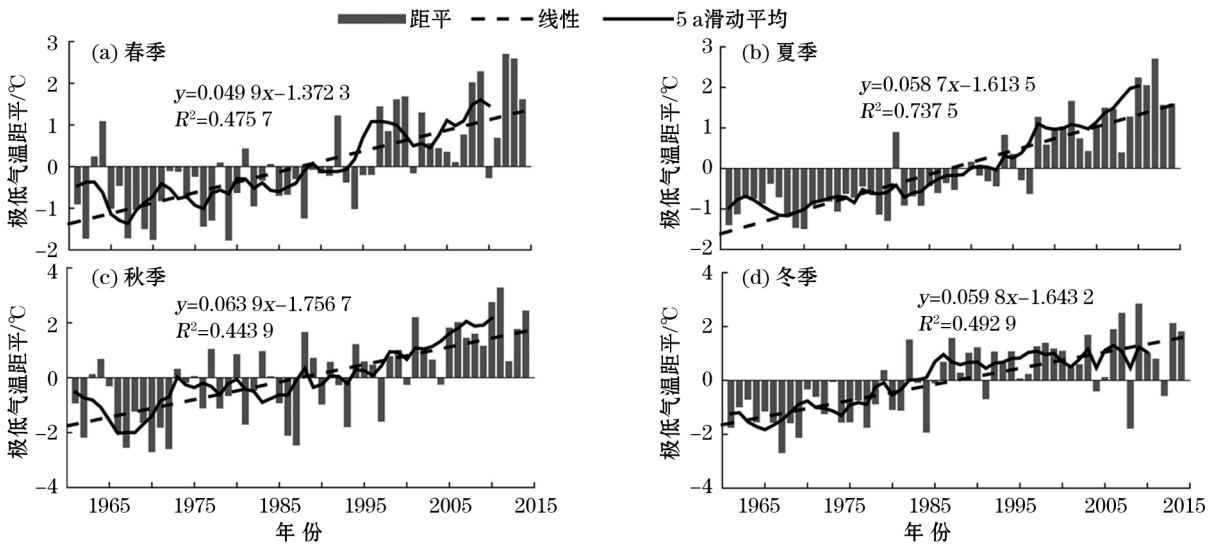 距平 线性 5 a滑动平均
(a) 春季
y=0.049 9x−1.372 3
R²=0.475 7
极低气温距平/℃
3
2
1
0
−1
−2
(b) 夏季
y=0.058 7x−1.613 5
R²=0.737 5
极低气温距平/℃
3
2
1
0
−1
−2
(c) 秋季
y=0.063 9x−1.756 7
R²=0.443 9
极低气温距平/℃
4
2
0
−2
−4
1965 1975 1985 1995 2005 2015
年 份
(d) 冬季
y=0.059 8x−1.643 2
R²=0.492 9
极低气温距平/℃
4
2
0
−2
−4
1965 1975 1985 1995 2005 2015
年 份